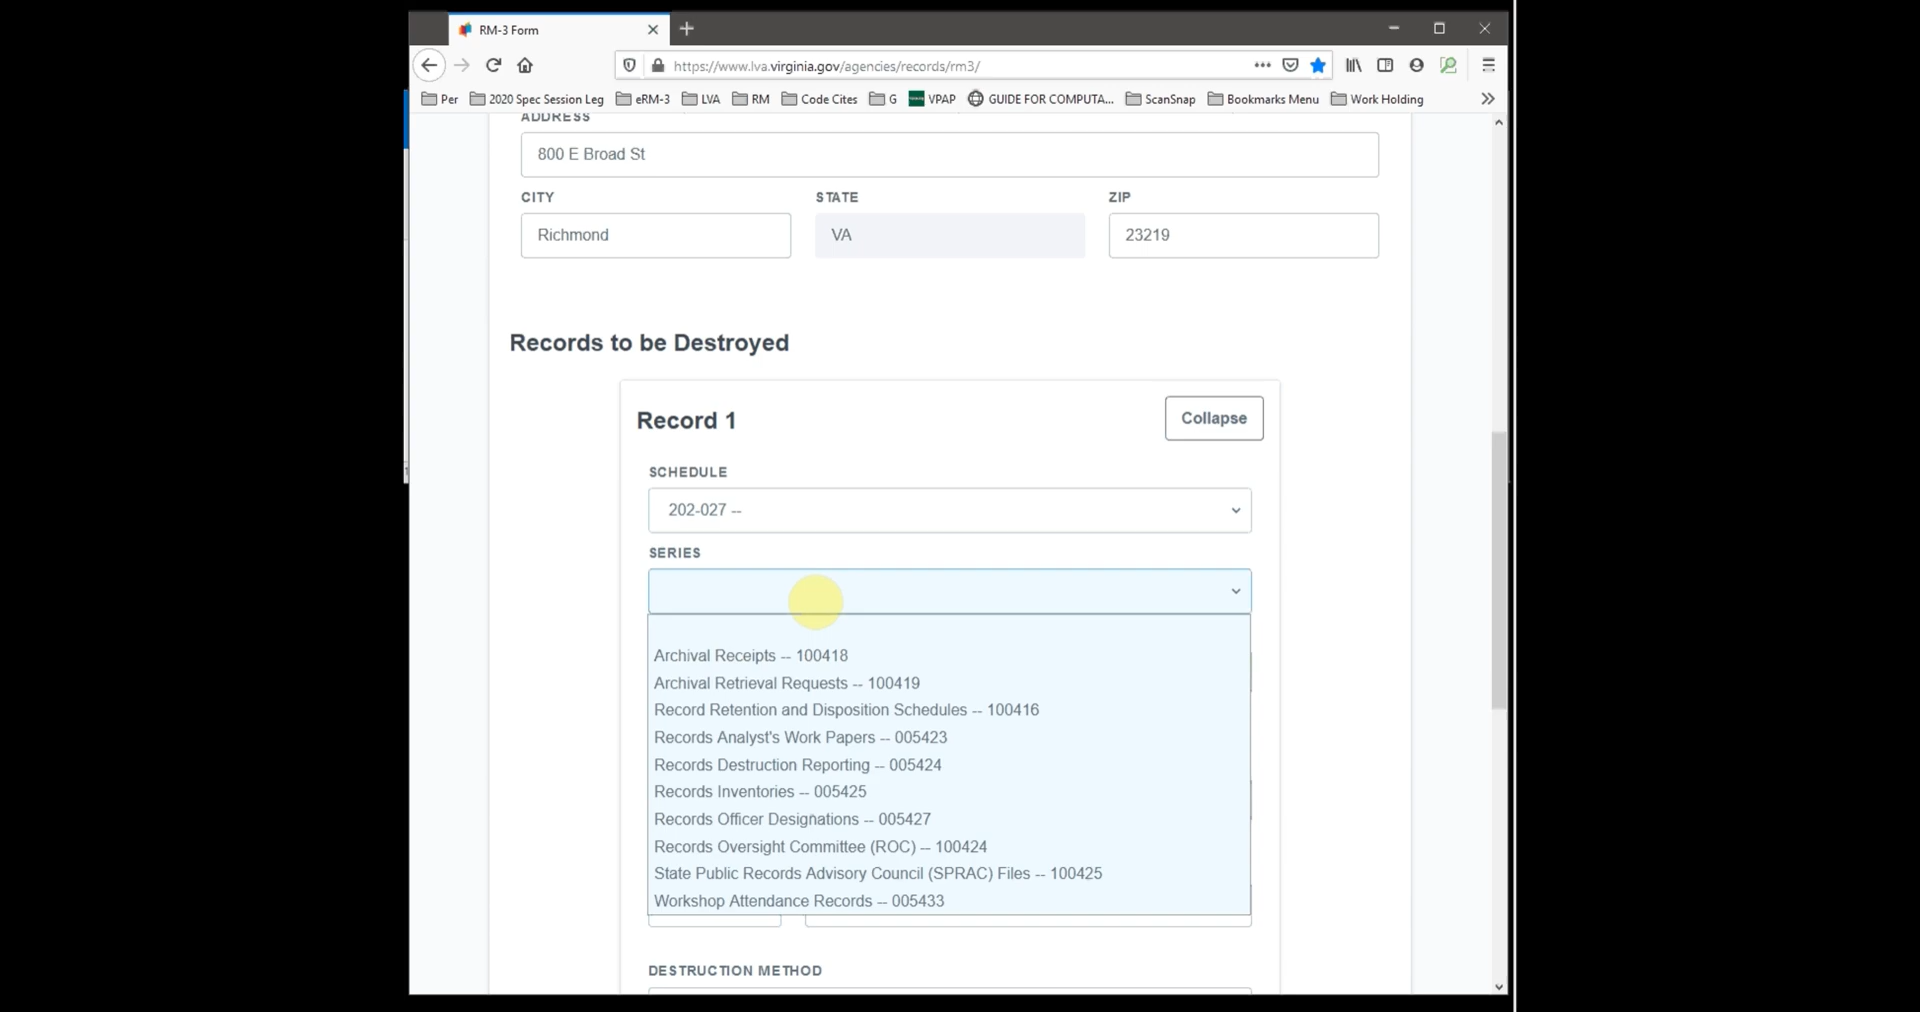 RM-3 Form
https://www.lva.virginia.gov/agencies/records/rm3/
Per 2020 Spec Session Leg eRM-3 LVA RM Code Cites G VPAP GUIDE FOR COMPUTA... ScanSnap Bookmarks Menu Work Holding
ADDRESS
800 E Broad St
CITY STATE ZIP
Richmond VA 23219
Records to be Destroyed
Record 1 Collapse
SCHEDULE
202-027 --
SERIES
Archival Receipts -- 100418
Archival Retrieval Requests -- 100419
Record Retention and Disposition Schedules -- 100416
Records Analyst's Work Papers -- 005423
Records Destruction Reporting -- 005424
Records Inventories -- 005425
Records Officer Designations -- 005427
Records Oversight Committee (ROC) -- 100424
State Public Records Advisory Council (SPRAC) Files -- 100425
Workshop Attendance Records -- 005433
DESTRUCTION METHOD